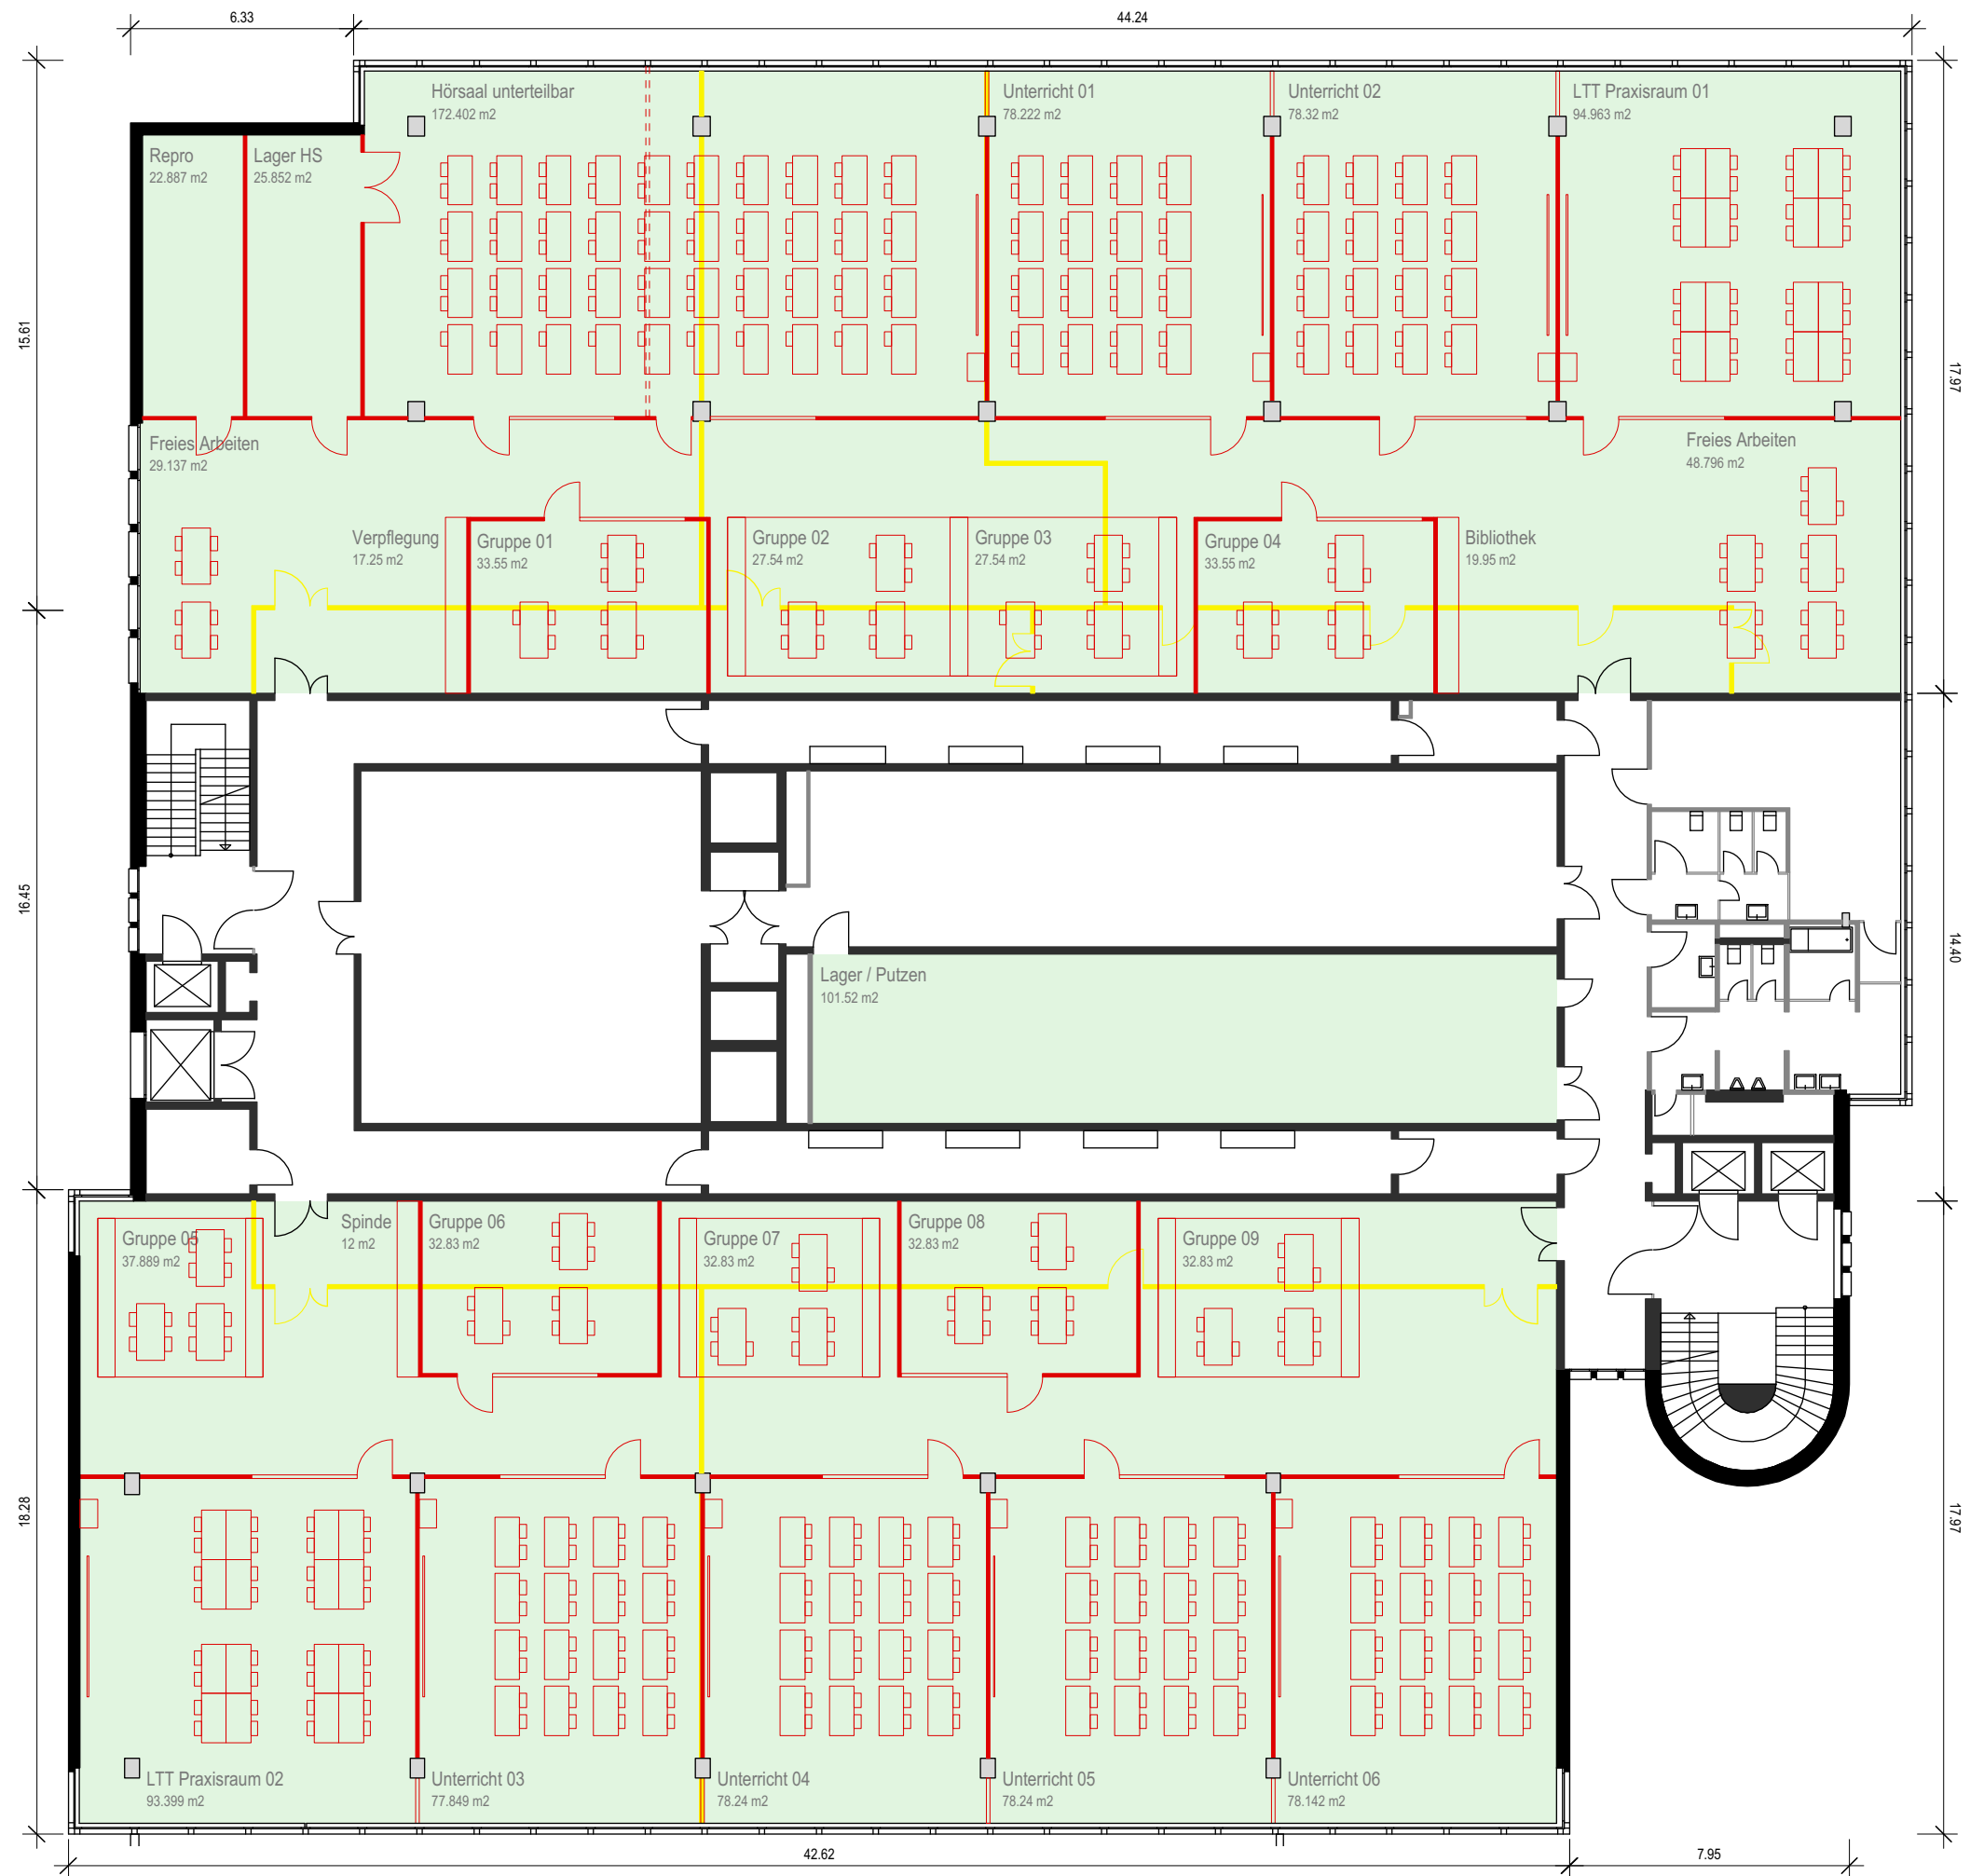 6.33
44.24
Hörsaal unterteilbar
172.402 m2
Unterricht 01
78.222 m2
Unterricht 02
78.32 m2
LTT Praxisraum 01
94.963 m2
Repro
22.887 m2
Lager HS
25.852 m2
15.61
17.97
Freies Arbeiten
29.137 m2
Freies Arbeiten
48.796 m2
Verpflegung
17.25 m2
Gruppe 01
33.55 m2
Gruppe 02
27.54 m2
Gruppe 03
27.54 m2
Gruppe 04
33.55 m2
Bibliothek
19.95 m2
16.45
14.40
Lager / Putzen
101.52 m2
Gruppe 05
37.889 m2
Spinde
12 m2
Gruppe 06
32.83 m2
Gruppe 07
32.83 m2
Gruppe 08
32.83 m2
Gruppe 09
32.83 m2
18.28
17.97
LTT Praxisraum 02
93.399 m2
Unterricht 03
77.849 m2
Unterricht 04
78.24 m2
Unterricht 05
78.24 m2
Unterricht 06
78.142 m2
42.62
7.95